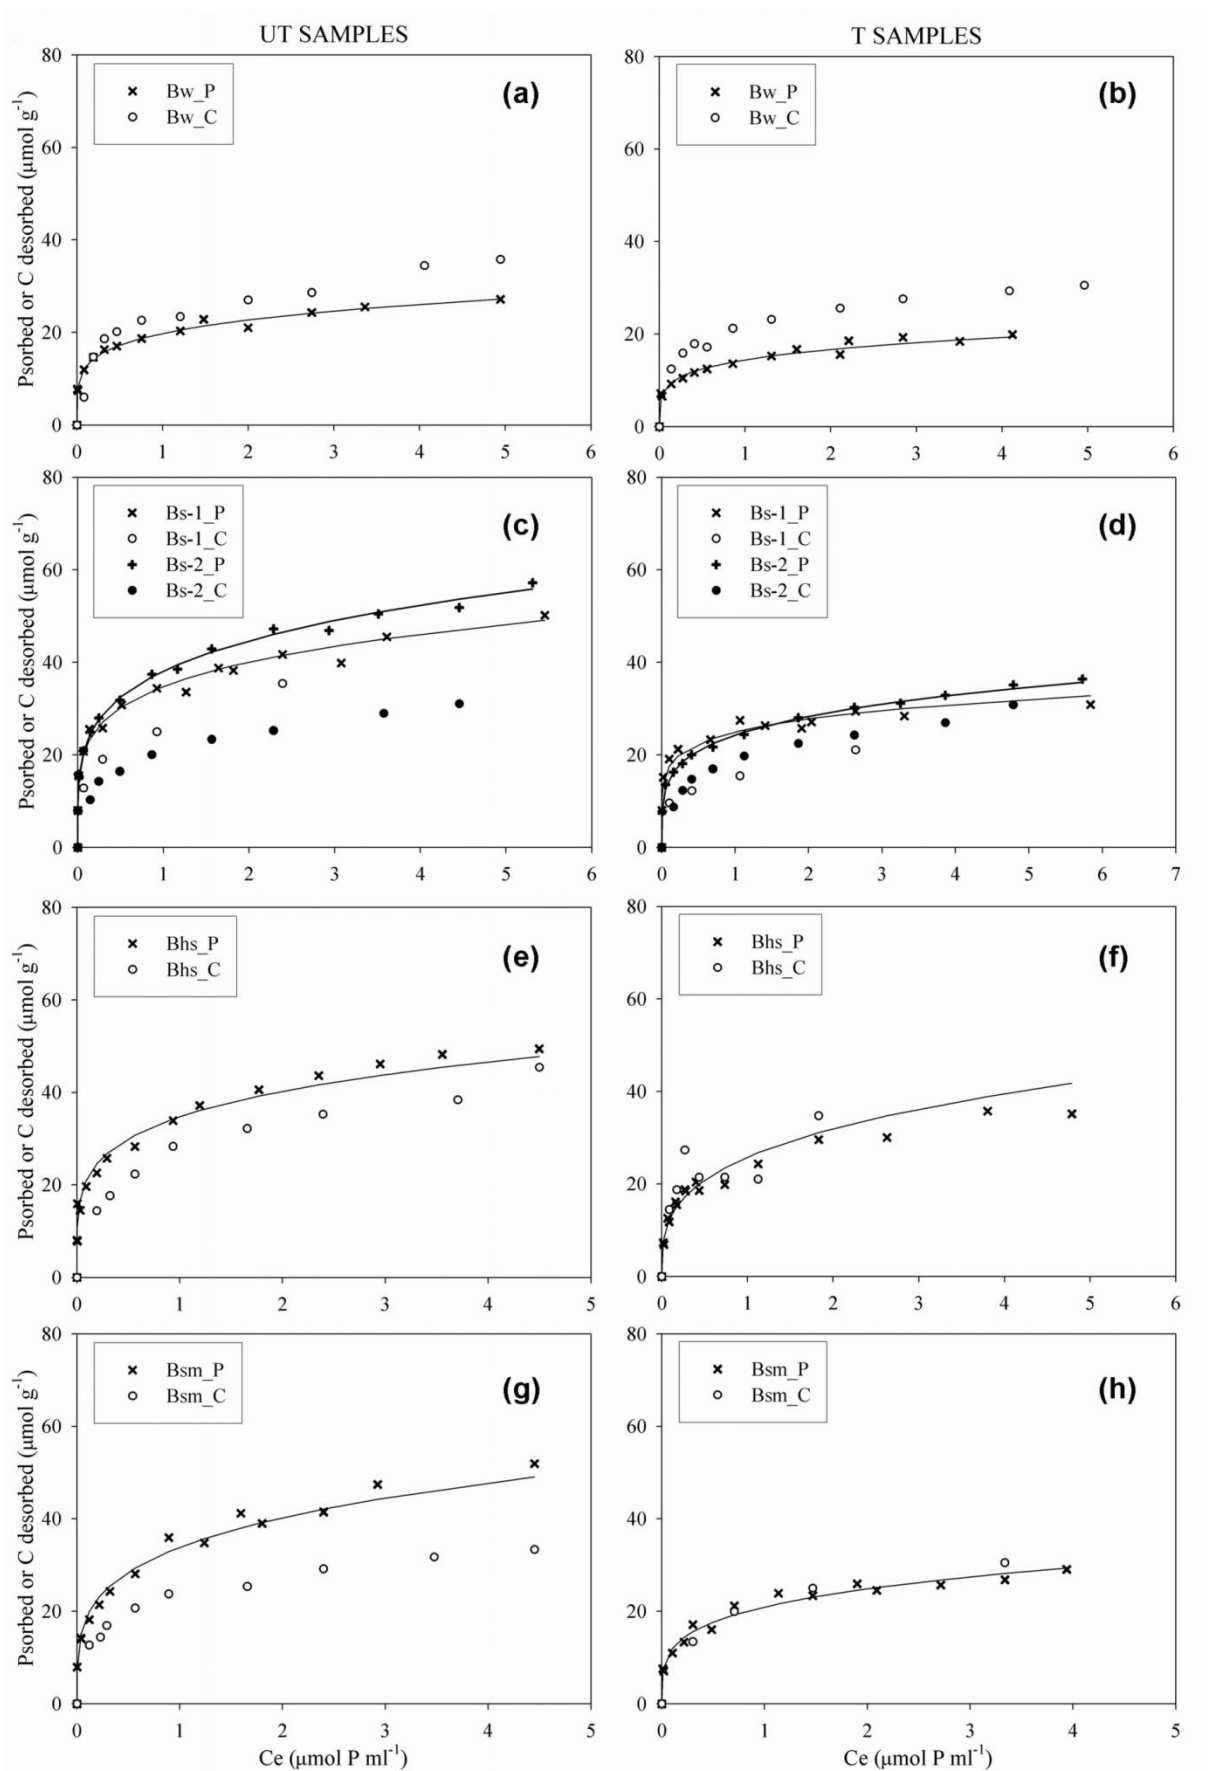 UT SAMPLES
T SAMPLES
Psorbed or C desorbed (µmol g⁻¹)
80
60
40
20
0
Bw_P
Bw_C
(a)
0 1 2 3 4 5 6
80
60
40
20
0
Bw_P
Bw_C
(b)
0 1 2 3 4 5 6
Psorbed or C desorbed (µmol g⁻¹)
80
60
40
20
0
Bs-1_P
Bs-1_C
Bs-2_P
Bs-2_C
(c)
0 1 2 3 4 5 6
80
60
40
20
0
Bs-1_P
Bs-1_C
Bs-2_P
Bs-2_C
(d)
0 1 2 3 4 5 6 7
Psorbed or C desorbed (µmol g⁻¹)
80
60
40
20
0
Bhs_P
Bhs_C
(e)
0 1 2 3 4 5
80
60
40
20
0
Bhs_P
Bhs_C
(f)
0 1 2 3 4 5 6
Psorbed or C desorbed (µmol g⁻¹)
80
60
40
20
0
Bsm_P
Bsm_C
(g)
0 1 2 3 4 5
Ce (µmol P ml⁻¹)
80
60
40
20
0
Bsm_P
Bsm_C
(h)
0 1 2 3 4 5
Ce (µmol P ml⁻¹)